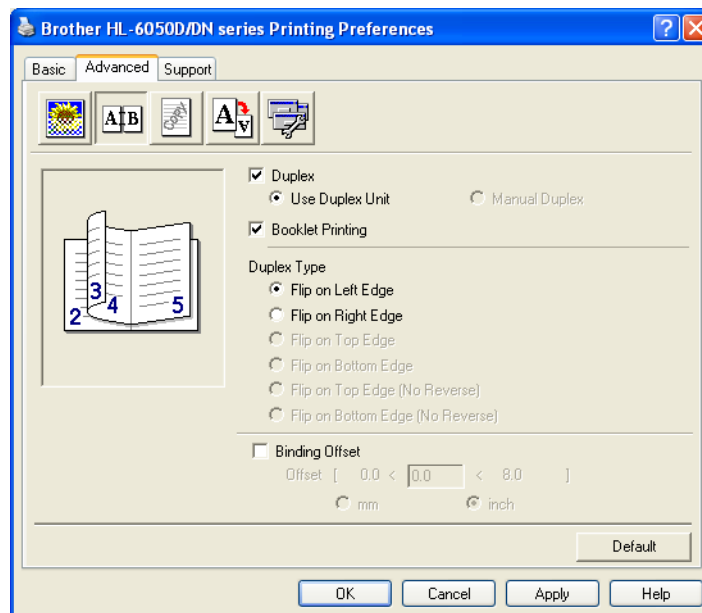 Brother HL-6050D/DN series Printing Preferences
Basic Advanced Support
A B COPY A A
Duplex
Use Duplex Unit Manual Duplex
Booklet Printing
Duplex Type
Flip on Left Edge
Flip on Right Edge
Flip on Top Edge
Flip on Bottom Edge
Flip on Top Edge (No Reverse)
Flip on Bottom Edge (No Reverse)
2 3 4 5
Binding Offset
Offset [ 0.0 < 0.0 < 8.0 ]
mm inch
Default
OK Cancel Apply Help